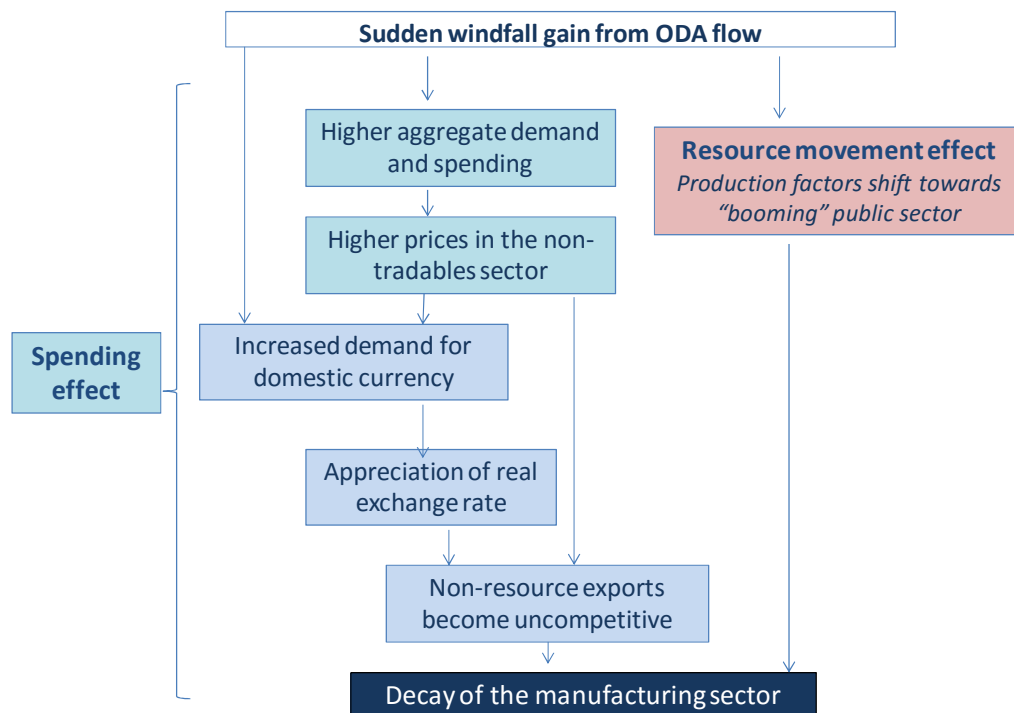 Sudden windfall gain from ODA flow
Higher aggregate demand
and spending
Resource movement effect
Production factors shift towards
“booming” public sector
Higher prices in the non-
tradables sector
Spending
effect
Increased demand for
domestic currency
Appreciation of real
exchange rate
Non-resource exports
become uncompetitive
Decay of the manufacturing sector